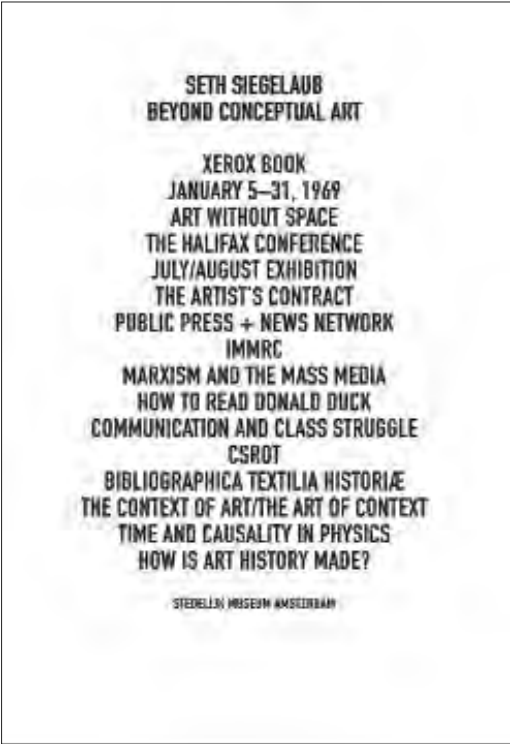 SETH SIEGELAUB
BEYOND CONCEPTUAL ART
XEROX BOOK
JANUARY 5–31, 1969
ART WITHOUT SPACE
THE HALIFAX CONFERENCE
JULY/AUGUST EXHIBITION
THE ARTIST'S CONTRACT
PUBLIC PRESS + NEWS NETWORK
IMMRC
MARXISM AND THE MASS MEDIA
HOW TO READ DONALD DUCK
COMMUNICATION AND CLASS STRUGGLE
CSROT
BIBLIOGRAPHICA TEXTILIA HISTORIÆ
THE CONTEXT OF ART/THE ART OF CONTEXT
TIME AND CAUSALITY IN PHYSICS
HOW IS ART HISTORY MADE?
STEDELIJK MUSEUM AMSTERDAM